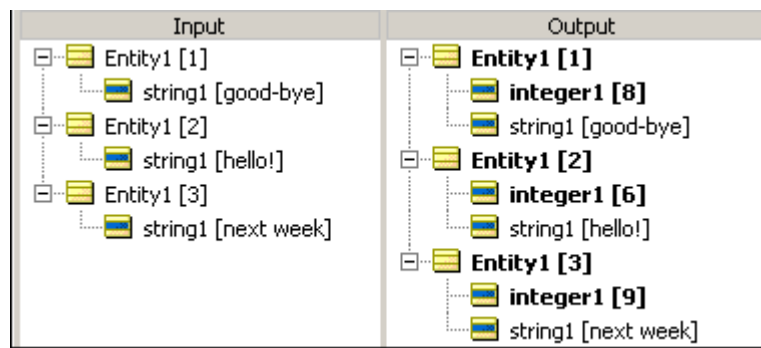 Input
Entity1 [1]
string1 [good-bye]
Entity1 [2]
string1 [hello!]
Entity1 [3]
string1 [next week]
Output
Entity1 [1]
integer1 [8]
string1 [good-bye]
Entity1 [2]
integer1 [6]
string1 [hello!]
Entity1 [3]
integer1 [9]
string1 [next week]